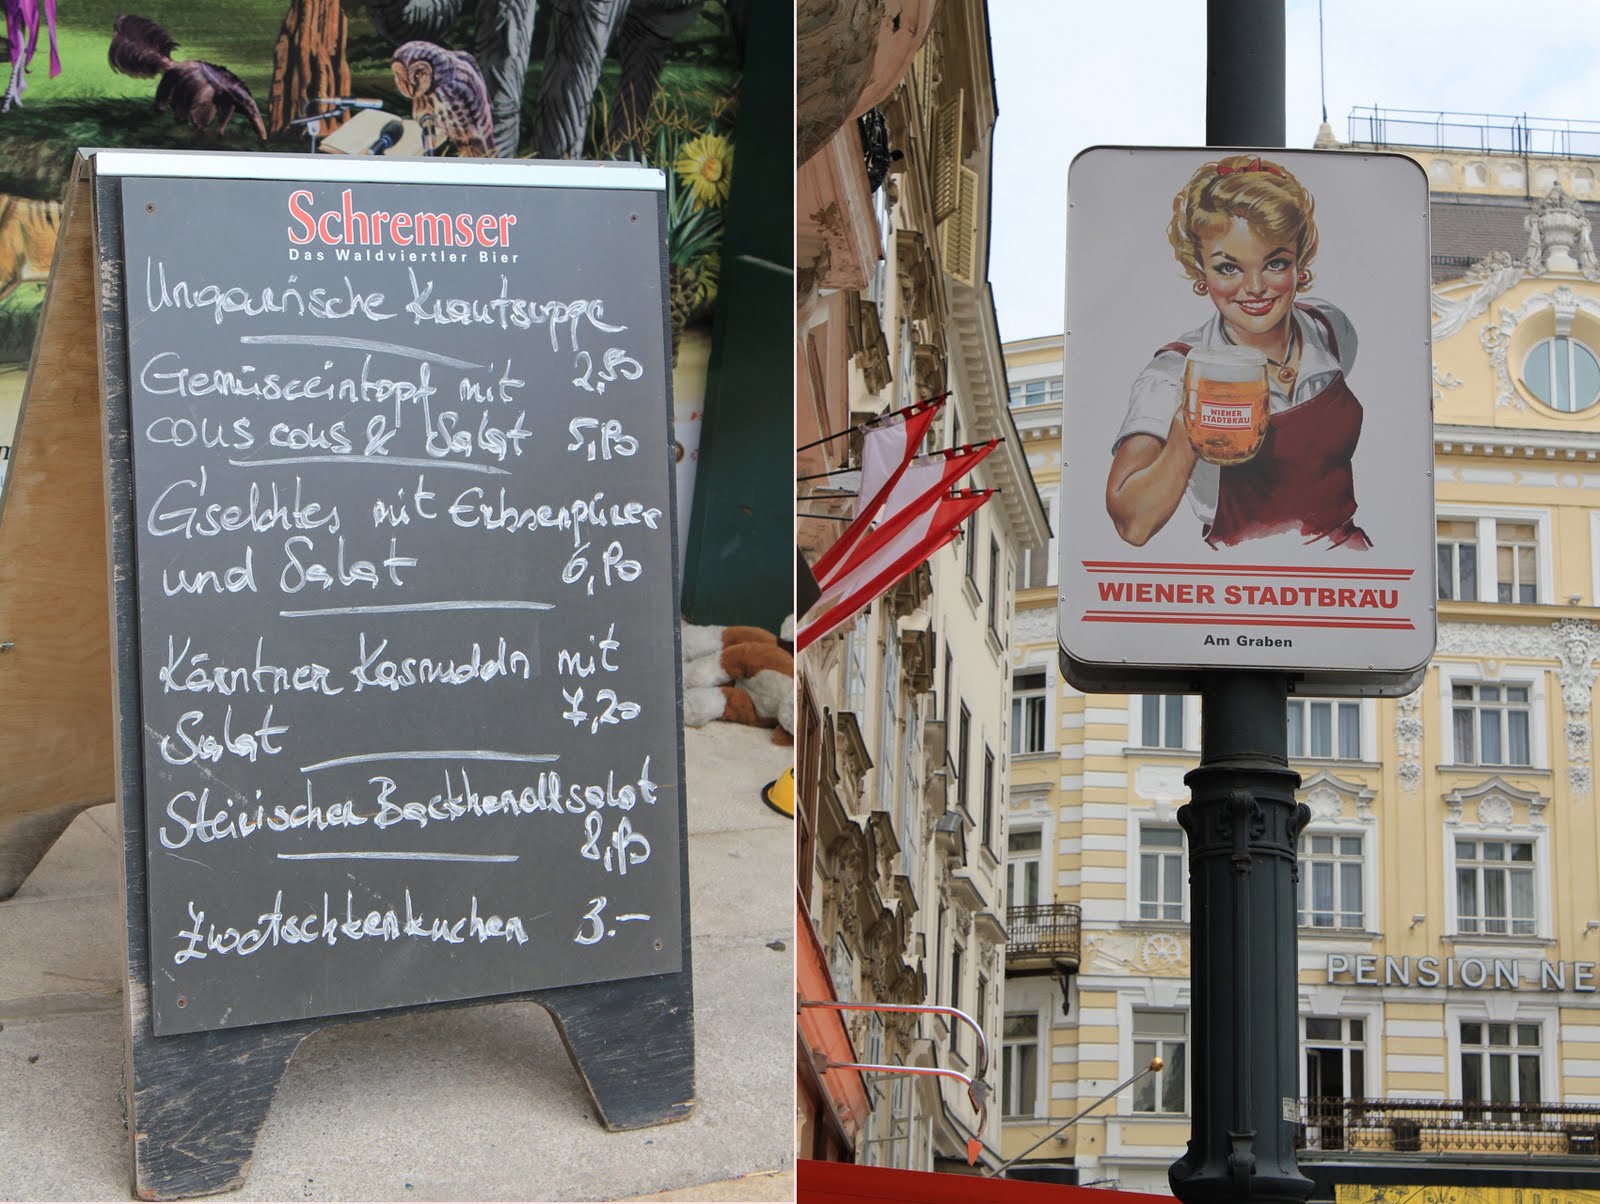 Schremser
Das Waldviertler Bier
Ungarische Krautsuppe
2,50
Gemüseeintopf mit
cous cous & Salat 5,80
G'selchtes mit Erbsenpüree
und Salat 6,80
Kärntner Kasnuddln mit
Salat 7,20
Steirischer Backhendlsalat
8,80
Zwetschkenkuchen 3.-
WIENER
STADTBRÄU
WIENER STADTBRÄU
Am Graben
PENSION NE